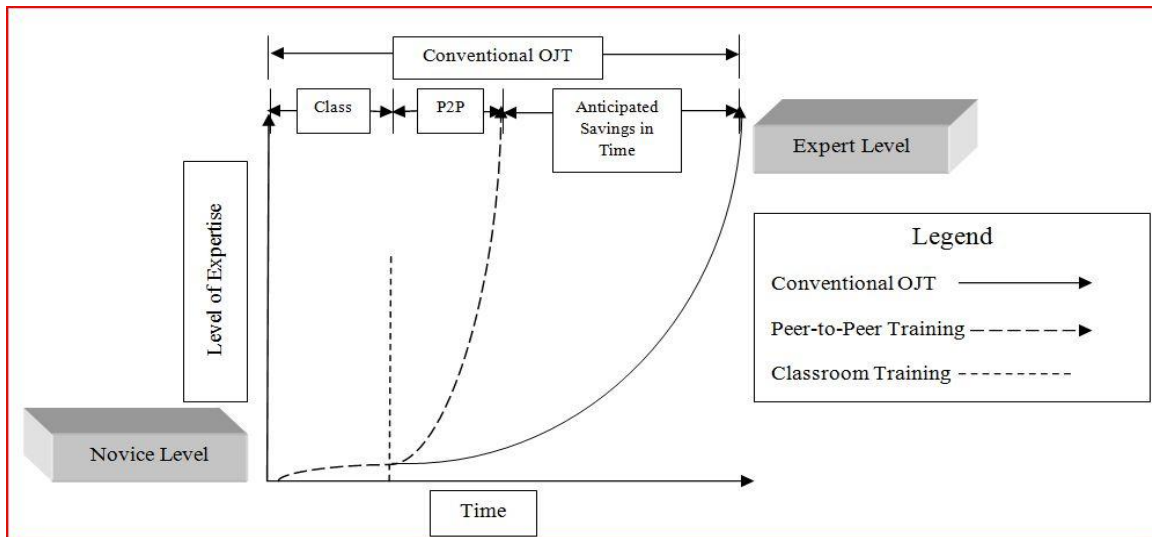 Conventional OJT
Class
P2P
Anticipated
Savings in
Time
Expert Level
Level of Expertise
Legend
Conventional OJT
Peer-to-Peer Training
Classroom Training
Novice Level
Time